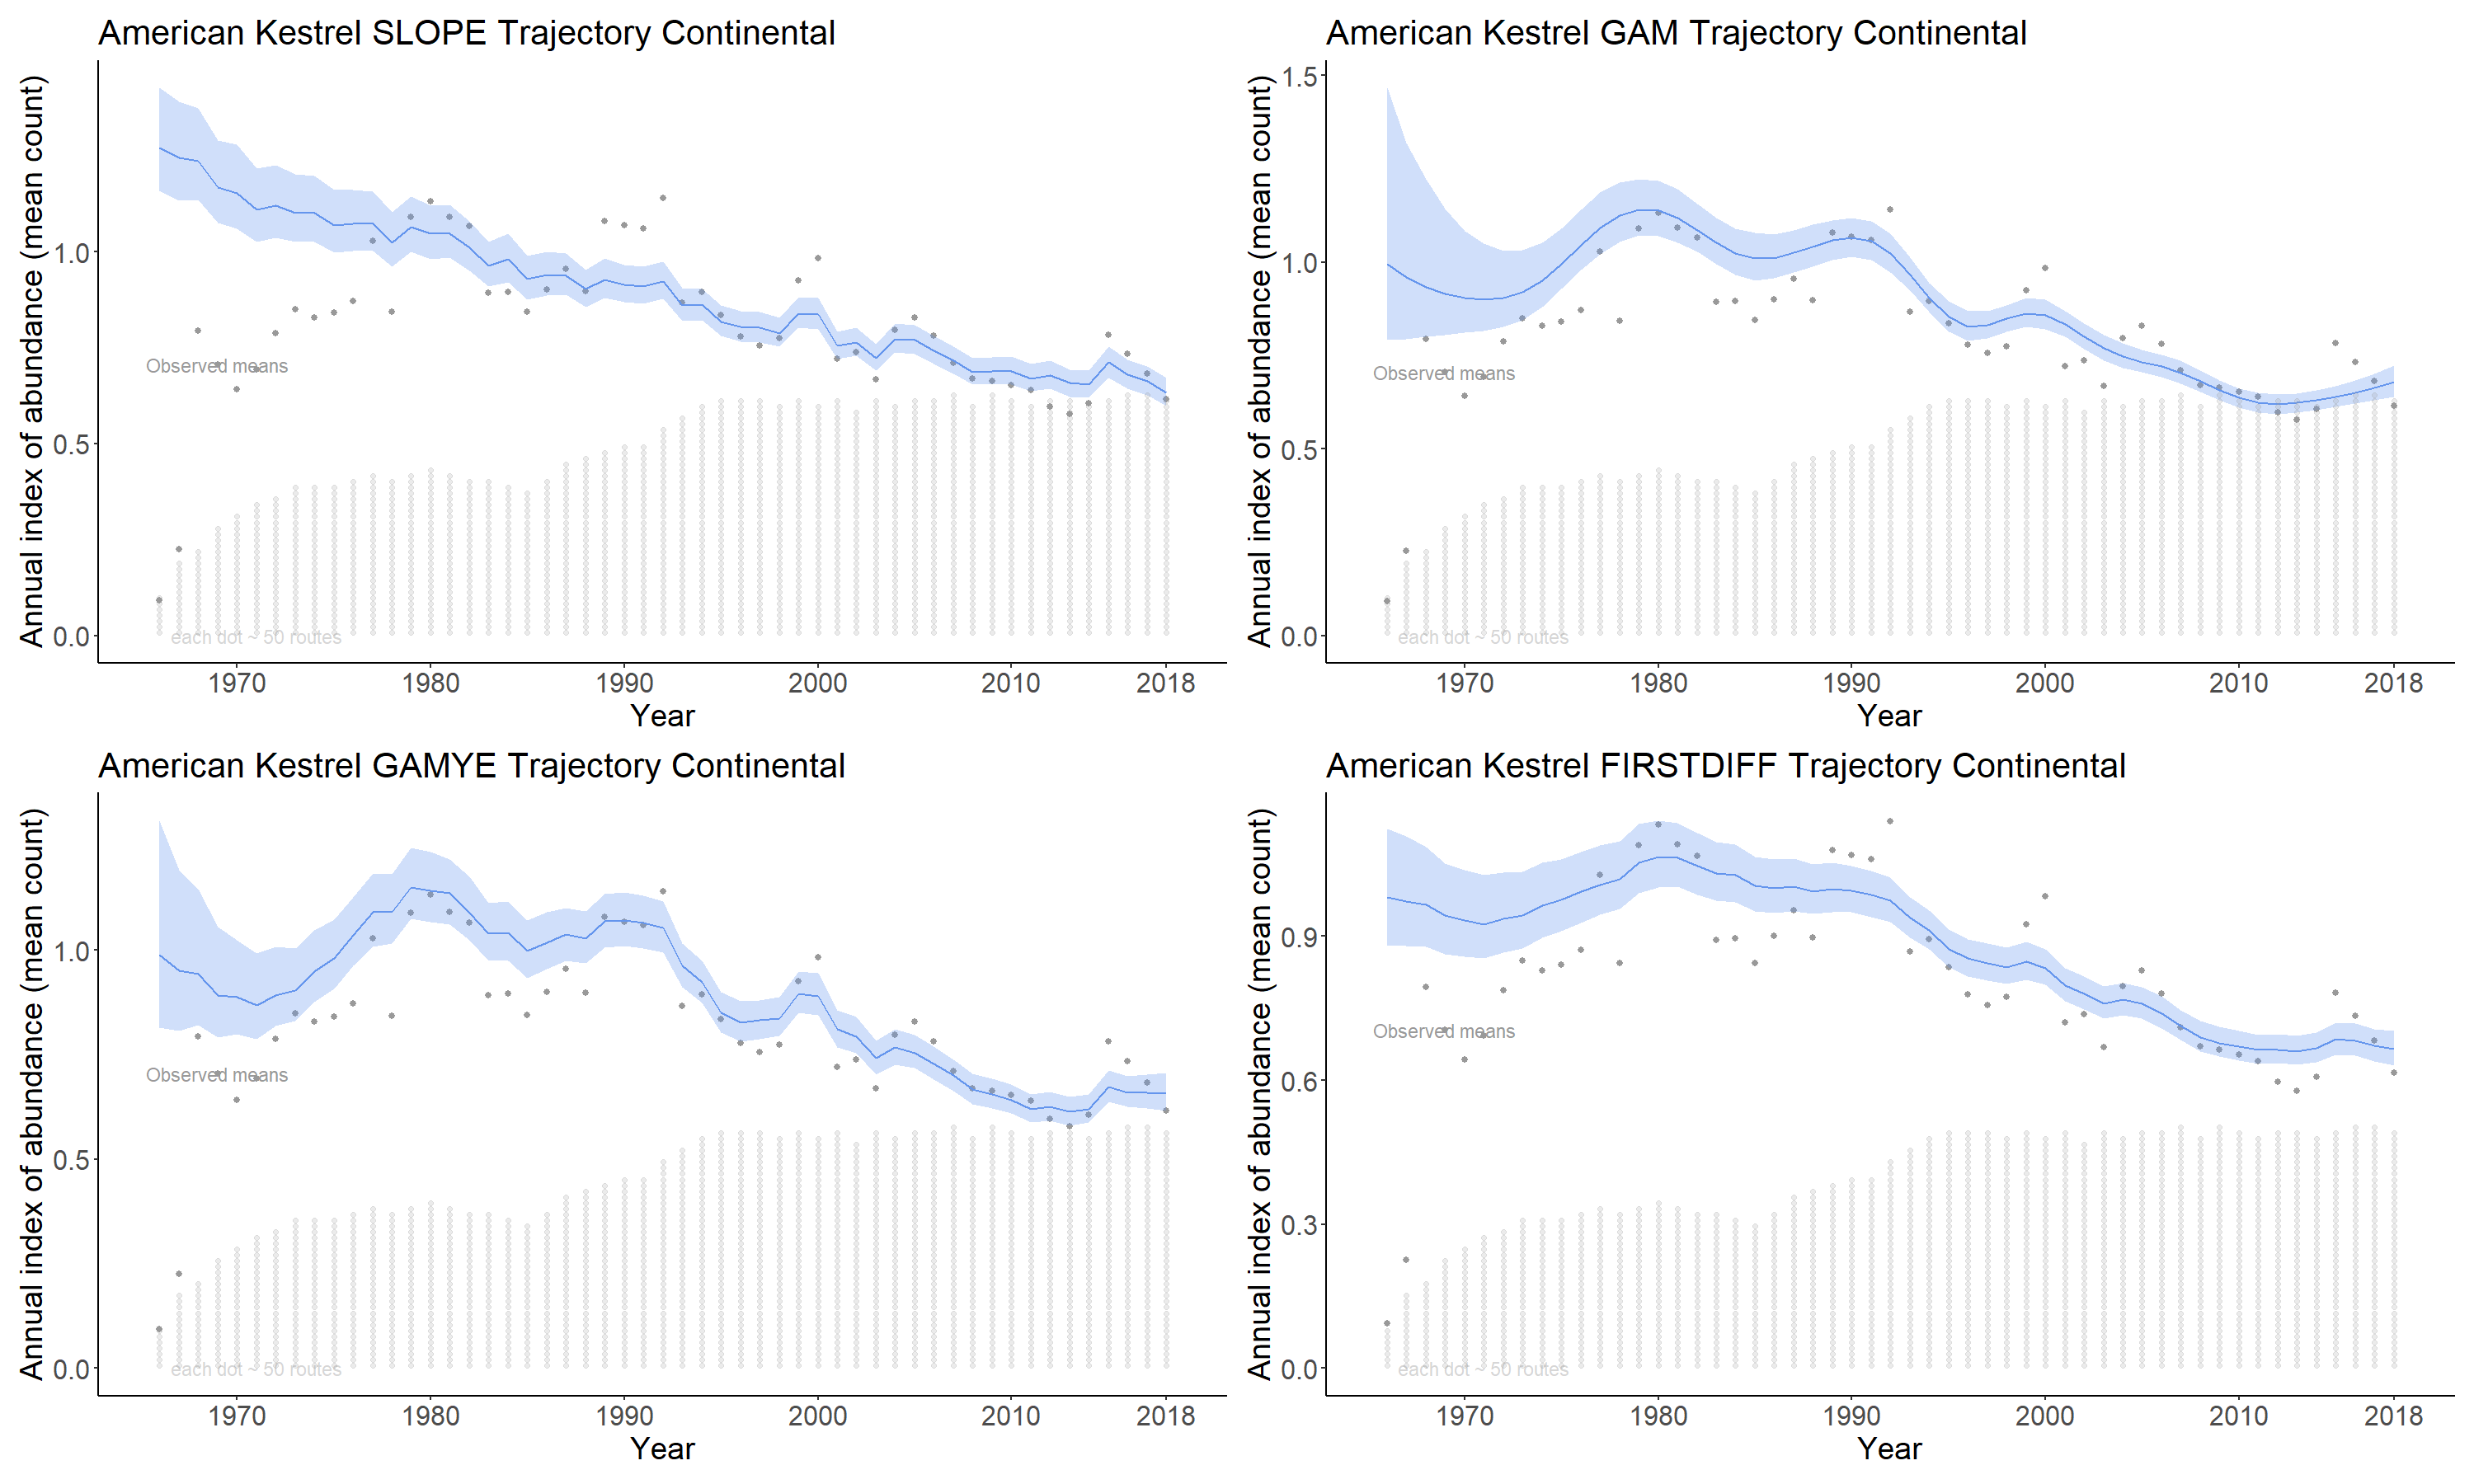 American Kestrel SLOPE Trajectory Continental
Annual index of abundance (mean count)
1.0
0.5
0.0
Observed means
each dot ~ 50 routes
1970 1980 1990 2000 2010 2018
Year
American Kestrel GAM Trajectory Continental
Annual index of abundance (mean count)
1.5
1.0
0.5
0.0
Observed means
each dot ~ 50 routes
1970 1980 1990 2000 2010 2018
Year
American Kestrel GAMYE Trajectory Continental
Annual index of abundance (mean count)
1.0
0.5
0.0
Observed means
each dot ~ 50 routes
1970 1980 1990 2000 2010 2018
Year
American Kestrel FIRSTDIFF Trajectory Continental
Annual index of abundance (mean count)
0.9
0.6
0.3
0.0
Observed means
each dot ~ 50 routes
1970 1980 1990 2000 2010 2018
Year